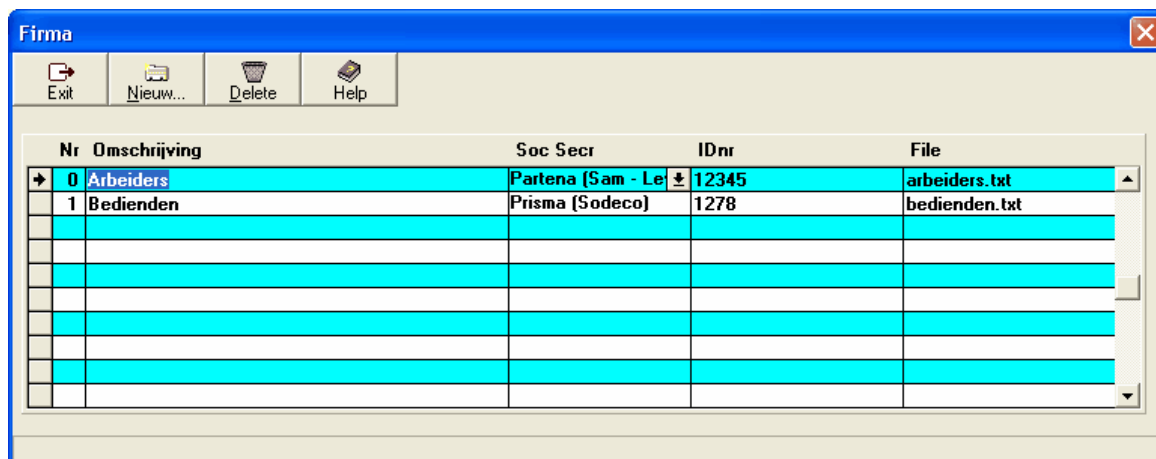 Firma
Exit Nieuw... Delete Help
Nr Omschrijving Soc Secr IDnr File
0 Arbeiders Partena (Sam - Le 12345 arbeiders.txt
1 Bedienden Prisma (Sodeco) 1278 bedienden.txt